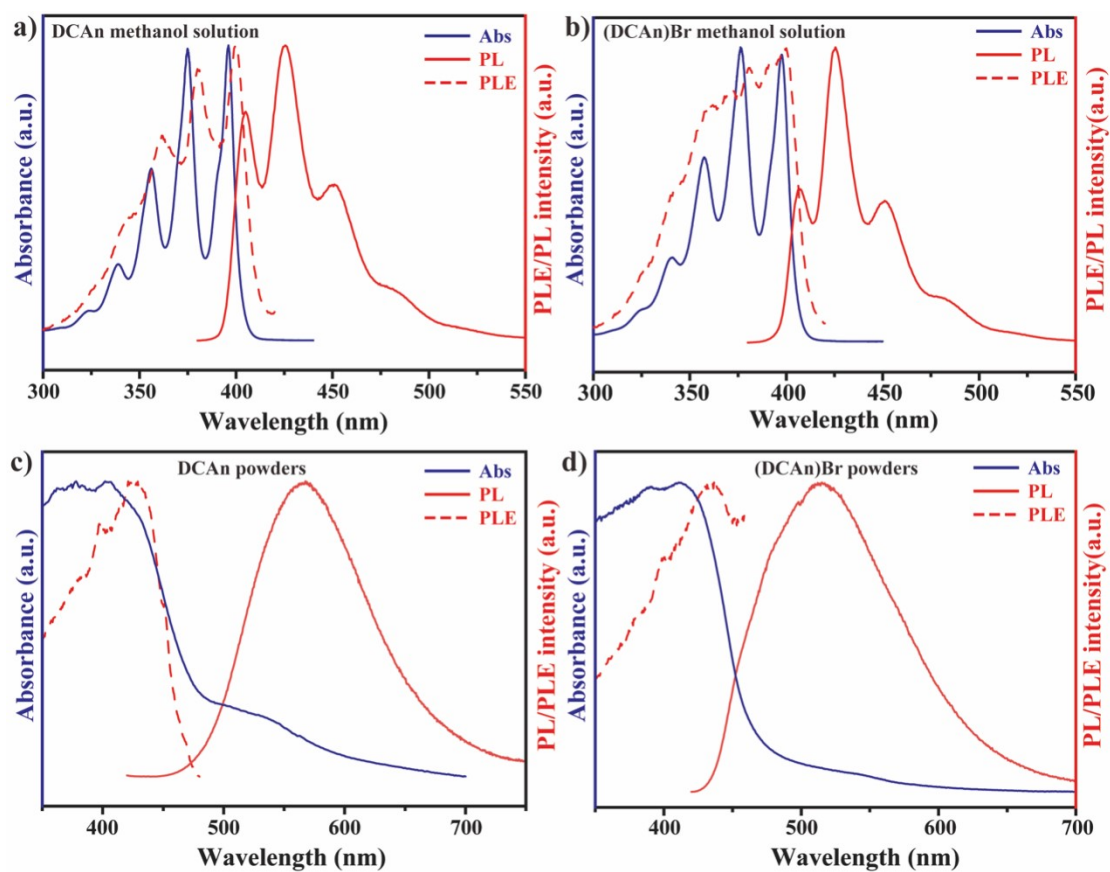 a)
DCAn methanol solution
Abs
PL
PLE
Absorbance (a.u.)
PLE/PL intensity (a.u.)
300 350 400 450 500 550
Wavelength (nm)
b)
(DCAn)Br methanol solution
Abs
PL
PLE
Absorbance (a.u.)
PLE/PL intensity(a.u.)
300 350 400 450 500 550
Wavelength (nm)
c)
DCAn powders
Abs
PL
PLE
Absorbance (a.u.)
PL/PLE intensity (a.u.)
400 500 600 700
Wavelength (nm)
d)
(DCAn)Br powders
Abs
PL
PLE
Absorbance (a.u.)
PL/PLE intensity(a.u.)
400 500 600 700
Wavelength (nm)